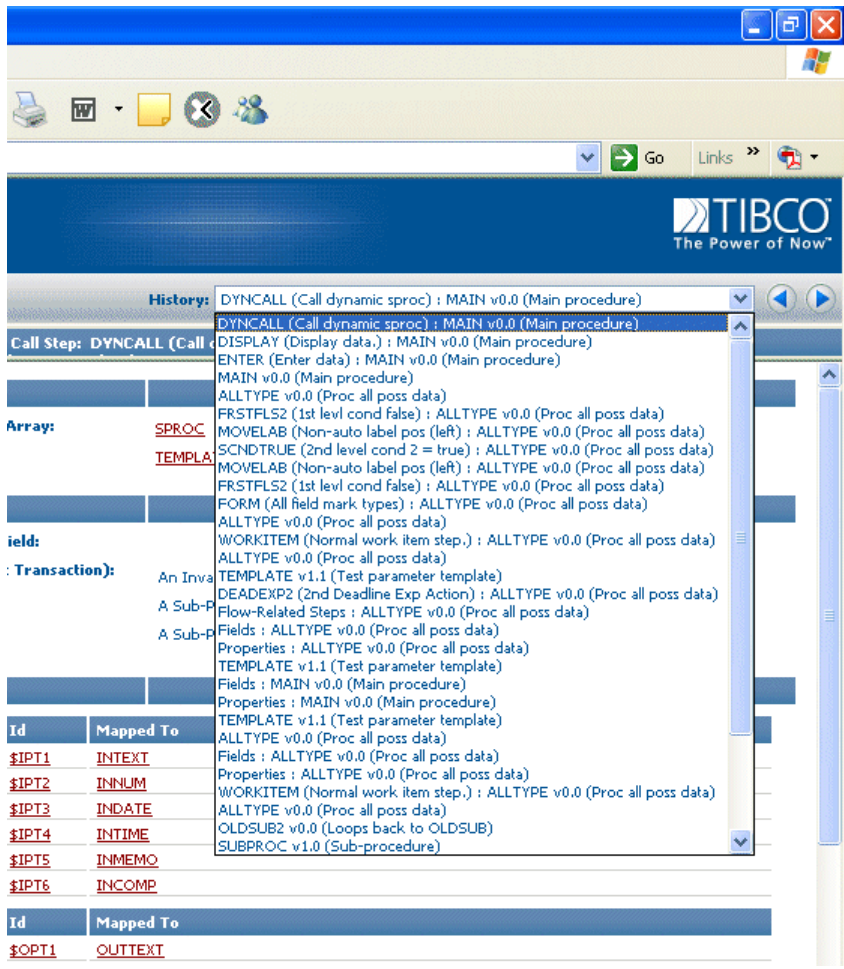 Go Links »
TIBCO™
The Power of Now™
History: DYNCALL (Call dynamic sproc) : MAIN v0.0 (Main procedure)
DYNCALL (Call dynamic sproc) : MAIN v0.0 (Main procedure)
DISPLAY (Display data.) : MAIN v0.0 (Main procedure)
ENTER (Enter data) : MAIN v0.0 (Main procedure)
MAIN v0.0 (Main procedure)
ALLTYPE v0.0 (Proc all poss data)
FRSTFLS2 (1st levl cond false) : ALLTYPE v0.0 (Proc all poss data)
MOVELAB (Non-auto label pos (left) : ALLTYPE v0.0 (Proc all poss data)
SCNDTRUE (2nd level cond 2 = true) : ALLTYPE v0.0 (Proc all poss data)
MOVELAB (Non-auto label pos (left) : ALLTYPE v0.0 (Proc all poss data)
FRSTFLS2 (1st levl cond false) : ALLTYPE v0.0 (Proc all poss data)
FORM (All field mark types) : ALLTYPE v0.0 (Proc all poss data)
ALLTYPE v0.0 (Proc all poss data)
WORKITEM (Normal work item step.) : ALLTYPE v0.0 (Proc all poss data)
ALLTYPE v0.0 (Proc all poss data)
TEMPLATE v1.1 (Test parameter template)
DEADEXP2 (2nd Deadline Exp Action) : ALLTYPE v0.0 (Proc all poss data)
Flow-Related Steps : ALLTYPE v0.0 (Proc all poss data)
Fields : ALLTYPE v0.0 (Proc all poss data)
Properties : ALLTYPE v0.0 (Proc all poss data)
TEMPLATE v1.1 (Test parameter template)
Fields : MAIN v0.0 (Main procedure)
Properties : MAIN v0.0 (Main procedure)
TEMPLATE v1.1 (Test parameter template)
ALLTYPE v0.0 (Proc all poss data)
Fields : ALLTYPE v0.0 (Proc all poss data)
Properties : ALLTYPE v0.0 (Proc all poss data)
WORKITEM (Normal work item step.) : ALLTYPE v0.0 (Proc all poss data)
ALLTYPE v0.0 (Proc all poss data)
OLDSUB2 v0.0 (Loops back to OLDSUB)
SUBPROC v1.0 (Sub-procedure)
Call Step: DYNCALL (Call
Array: SPROC
TEMPLA
ield:
: Transaction): An Inva
A Sub-P
A Sub-P
Id Mapped To
$IPT1 INTEXT
$IPT2 INNUM
$IPT3 INDATE
$IPT4 INTIME
$IPT5 INMEMO
$IPT6 INCOMP
Id Mapped To
$OPT1 OUTTEXT